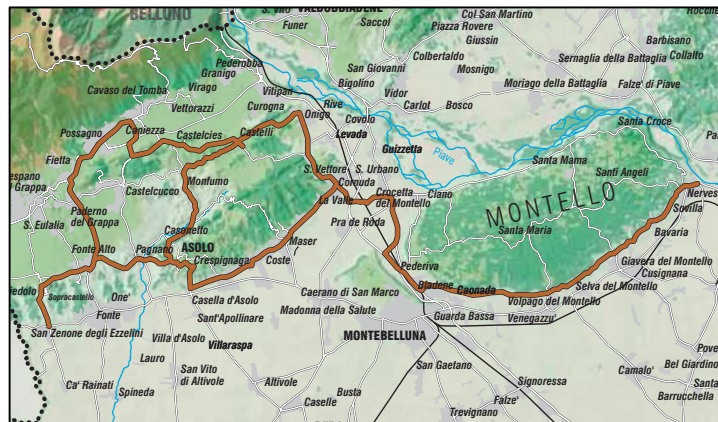 BELLUNO
S. Vito
VALDOBBIADENE
Funer
Saccol
Col San Martino
Piazza Rovere
Giussin
Barbisano
Collalto
Pederobba
Granigo
San Giovanni
Colbertaldo
Sernaglia della Battaglia
Cavaso del Tomba
Virago
Vitipan
Bigolino
Vidor
Mosnigo
Moriago della Battaglia
Falze' di Piave
Vettorazzi
Rive
Carlot
Bosco
Curogna
Onigo
Covolo
Possagno
Caniezza
Castelcies
Castelli
Levada
Guizzetta
Piave
Santa Croce
Fietta
S. Vettore
S. Urbano
Santa Mama
Santi Angeli
espano
l Grappa
Castelcucco
Monfumo
Cornuda
Crocetta
del Montello
Ciano
MONTELLO
Nerves
La Valle
Sovilla
S. Eulalia
Paderno
del Grappa
Casonetto
Pra de Roda
Santa Maria
Bavaria
Fonte Alto
Pagnano
ASOLO
Maser
Crespignaga
Coste
Pederiva
Giavera del Montello
Cusignana
iedolo
Sopracastello
One'
Casella d'Asolo
Caerano di San Marco
Biadene
Caonada
Selva del Montello
Volpago del Montello
Fonte
Sant'Apollinare
Madonna della Salute
Guarda Bassa
Venegazzu'
San Zenone degli Ezzelini
Villa d'Asolo
Villaraspa
MONTEBELLUNA
Pove
Lauro
San Vito
di Altivole
San Gaetano
Camalo'
Bel Giardino
Ca' Rainati
Spineda
Altivole
Busta
Signoressa
Santa
Barrucchella
Caselle
Falze'
Trevignano